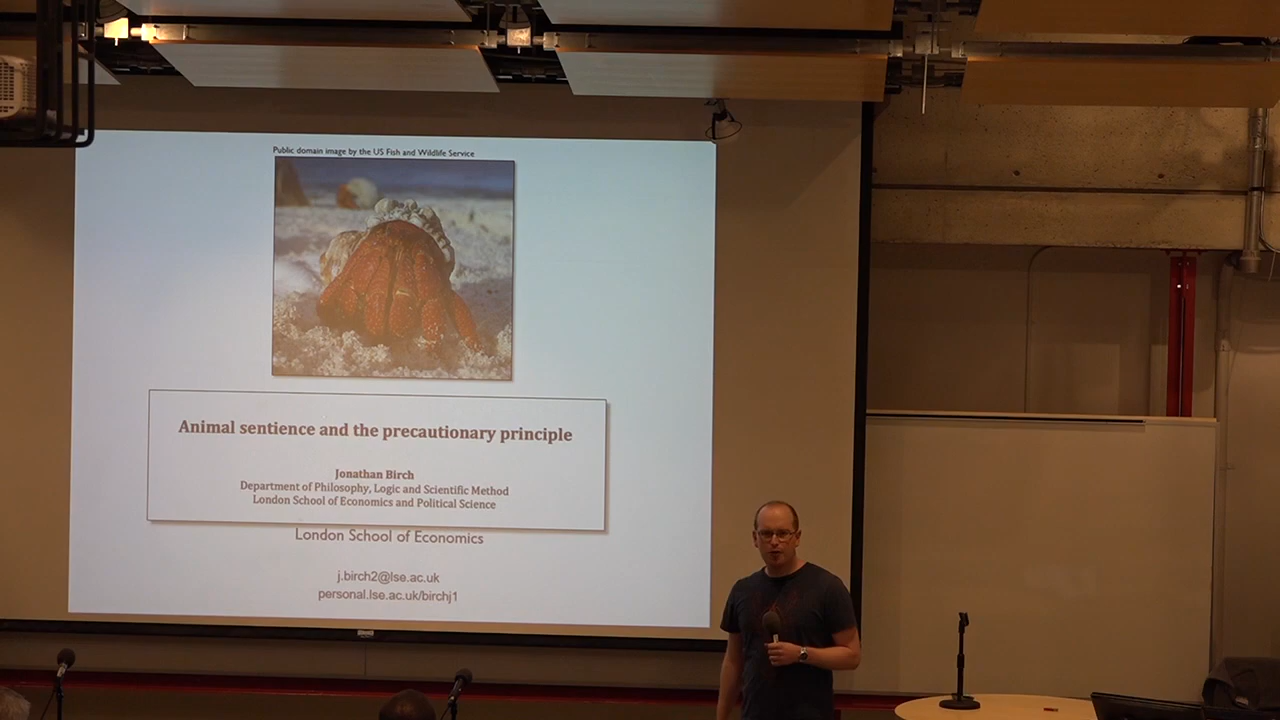 Public domain image by the US Fish and Wildlife Service
Animal sentience and the precautionary principle
Jonathan Birch
Department of Philosophy, Logic and Scientific Method
London School of Economics and Political Science
London School of Economics
j.birch2@lse.ac.uk
personal.lse.ac.uk/birchj1